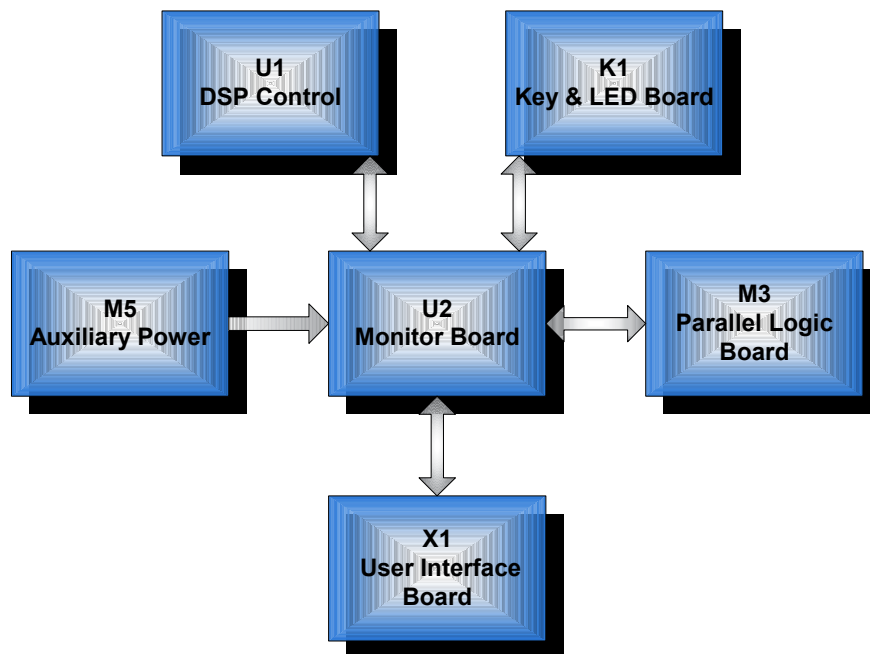 U1
DSP Control
K1
Key & LED Board
M5
Auxiliary Power
U2
Monitor Board
M3
Parallel Logic
Board
X1
User Interface
Board